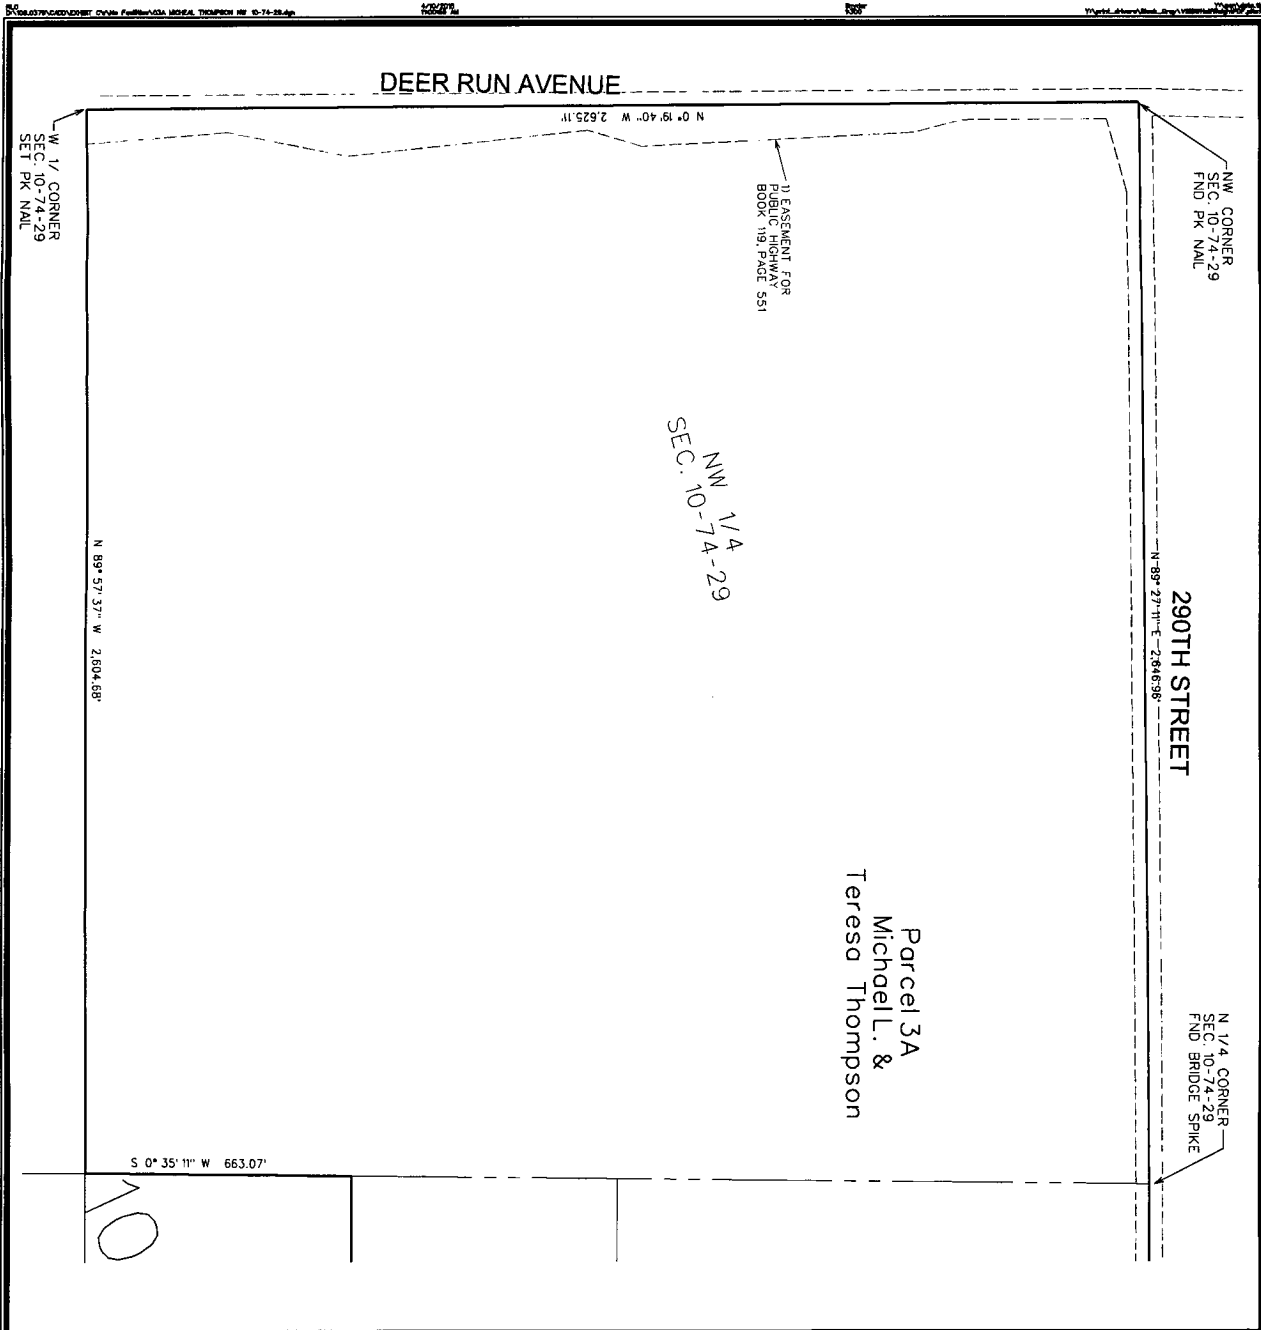 DEER RUN AVENUE
N 0° 19' 40" W 2,625.11'
W 1/ CORNER
SEC. 10-74-29
SET PK NAIL
NW CORNER
SEC. 10-74-29
FND PK NAIL
1) EASEMENT FOR
PUBLIC HIGHWAY
BOOK 119, PAGE 551
NW 1/4
SEC. 10-74-29
290TH STREET
N 89° 27' 11" E 2,646.96'
N 89° 57' 37" W 2,604.68'
Parcel 3A
Michael L. &
Teresa Thompson
N 1/4 CORNER
SEC. 10-74-29
FND BRIDGE SPIKE
S 0° 35' 11" W 663.07'
10